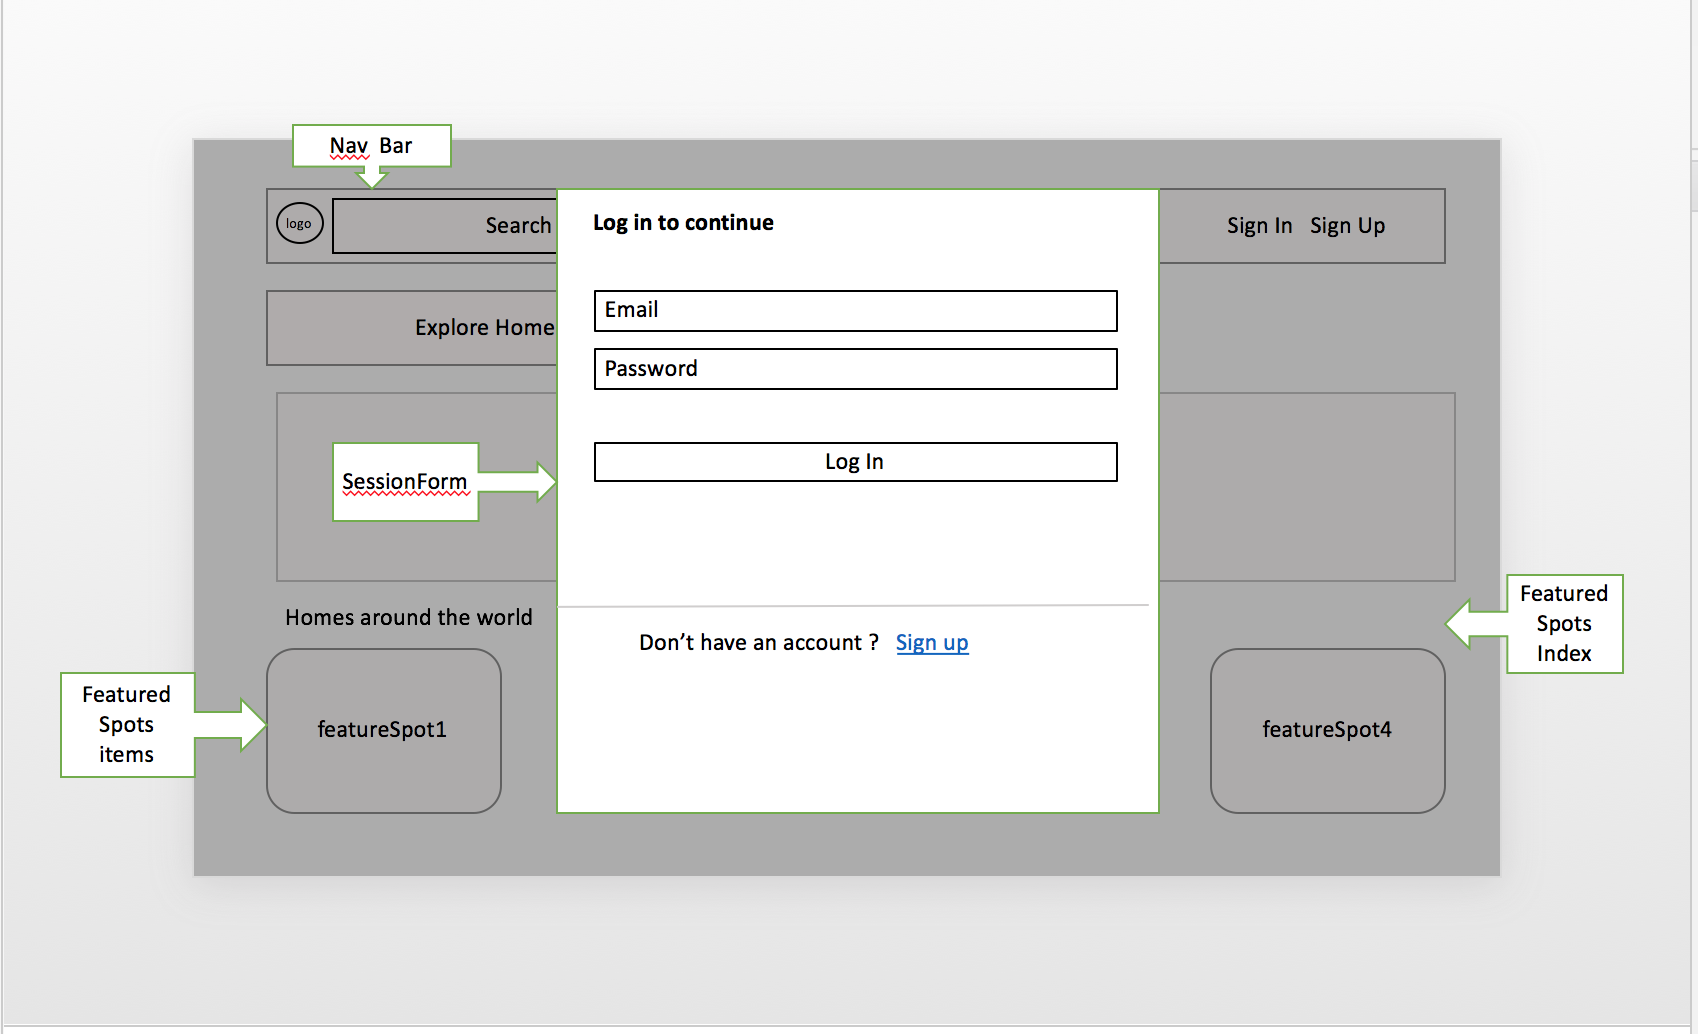 Nav Bar
logo
Search
Log in to continue
Sign In Sign Up
Email
Explore Home
Password
Log In
SessionForm
Featured
Spots
Index
Homes around the world
Don’t have an account ? Sign up
Featured
Spots
items
featureSpot1
featureSpot4